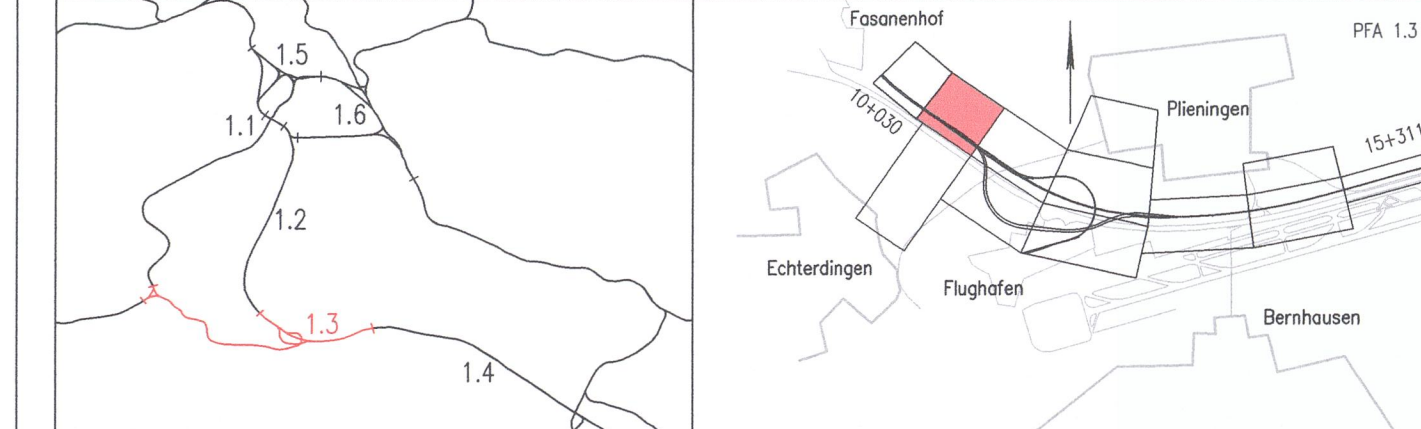 1.5
1.6
1.1
1.2
1.3
1.4
Fasanenhof
PFA 1.3
10+030
Plieningen
15+311
Echterdingen
Flughafen
Bernhausen